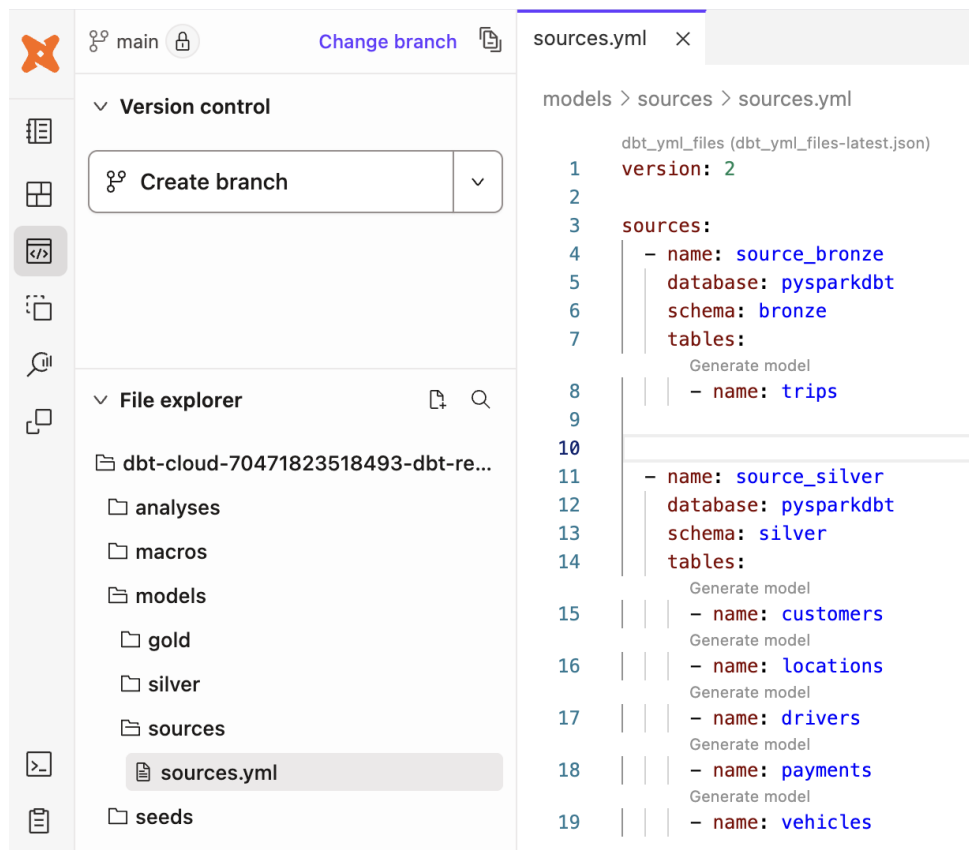 main
Change branch
Version control
Create branch
File explorer
dbt-cloud-70471823518493-dbt-re...
analyses
macros
models
gold
silver
sources
sources.yml
seeds
sources.yml
models > sources > sources.yml
dbt_yml_files (dbt_yml_files-latest.json)
1 version: 2
2
3 sources:
4 - name: source_bronze
5 database: pysparkdbt
6 schema: bronze
7 tables:
Generate model
8 - name: trips
9
10
11 - name: source_silver
12 database: pysparkdbt
13 schema: silver
14 tables:
Generate model
15 - name: customers
Generate model
16 - name: locations
Generate model
17 - name: drivers
Generate model
18 - name: payments
Generate model
19 - name: vehicles